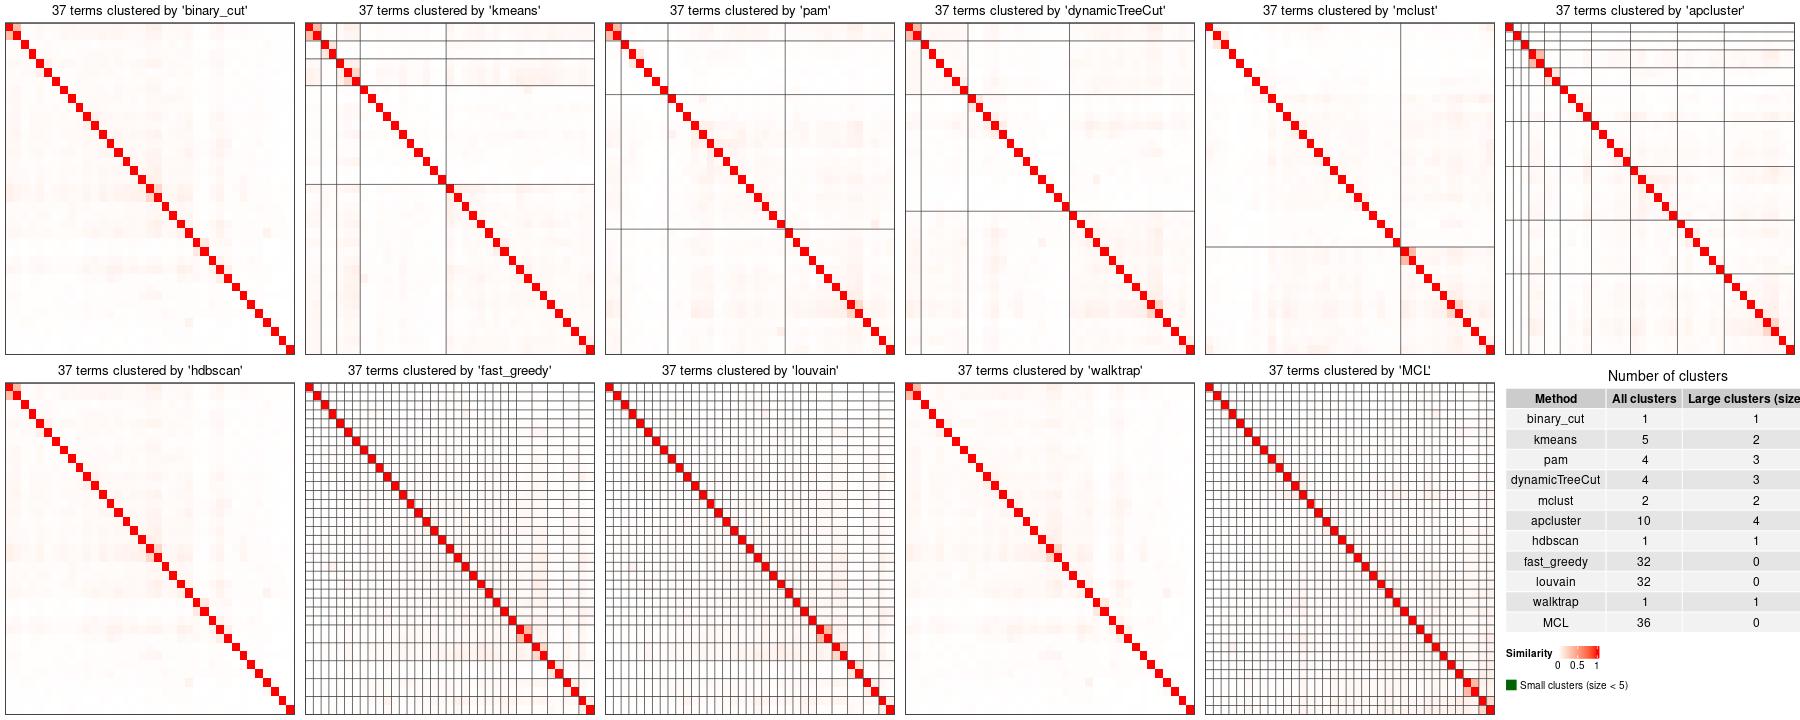 37 terms clustered by 'binary_cut'
37 terms clustered by 'kmeans'
37 terms clustered by 'pam'
37 terms clustered by 'dynamicTreeCut'
37 terms clustered by 'mclust'
37 terms clustered by 'apcluster'
37 terms clustered by 'hdbscan'
37 terms clustered by 'fast_greedy'
37 terms clustered by 'louvain'
37 terms clustered by 'walktrap'
37 terms clustered by 'MCL'
Number of clusters
Method All clusters Large clusters (size
binary_cut 1 1
kmeans 5 2
pam 4 3
dynamicTreeCut 4 3
mclust 2 2
apcluster 10 4
hdbscan 1 1
fast_greedy 32 0
louvain 32 0
walktrap 1 1
MCL 36 0
Similarity
0 0.5 1
Small clusters (size < 5)